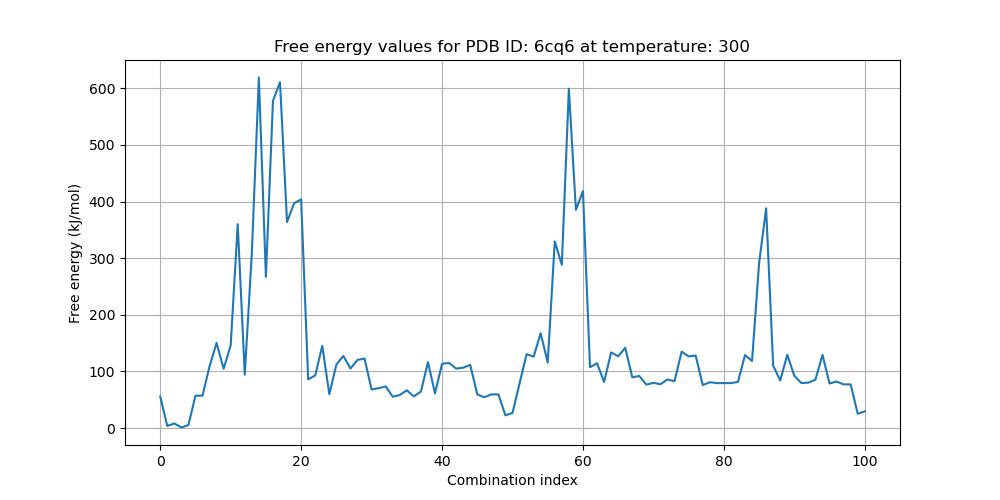 Free energy values for PDB ID: 6cq6 at temperature: 300
600
500
400
300
200
100
0
Free energy (kJ/mol)
0 20 40 60 80 100
Combination index